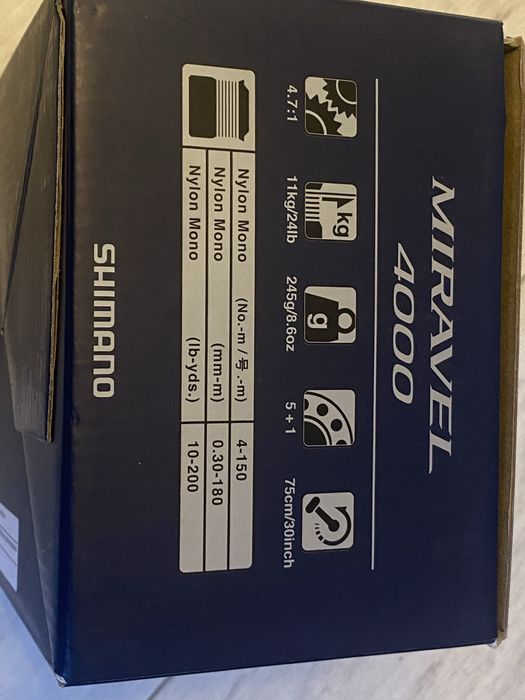 MIRAVEL
4000
kg
g
4.7:1
11kg/24lb
245g/8.6oz
5 + 1
75cm/30inch
Nylon Mono (No.-m / 号.-m) 4-150
Nylon Mono (mm-m) 0.30-180
Nylon Mono (lb-yds.) 10-200
SHIMANO